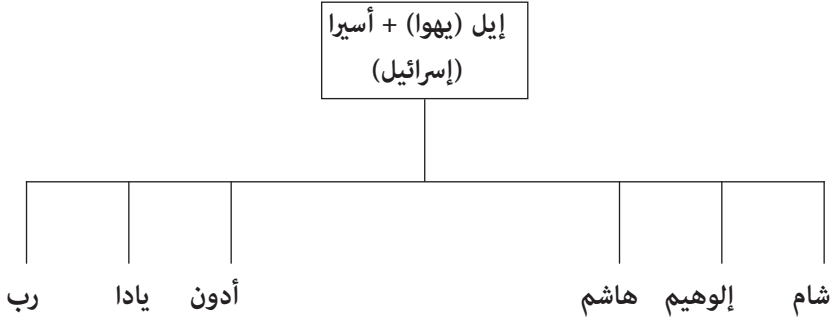 إيل (يهوا) + أسيرا
(إسرائيل)
شام إلوهيم هاشم أدون يادا رب